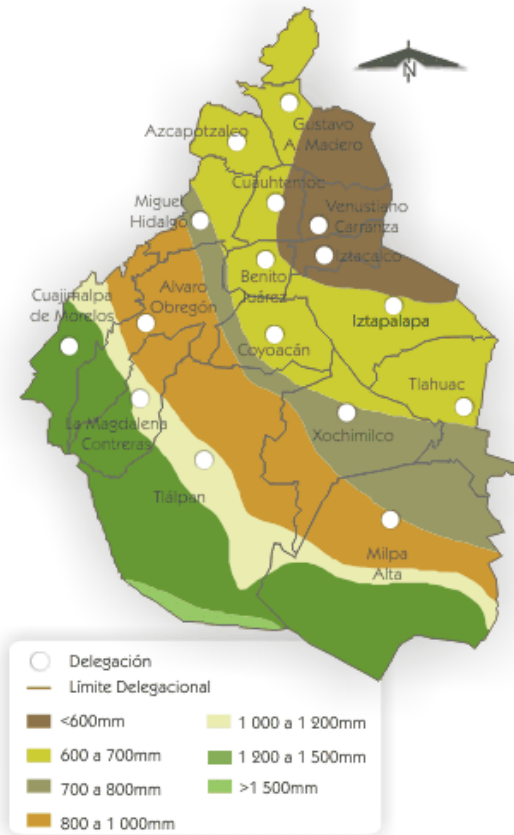 N
Gustavo
A. Madero
Azcapotzalco
Cuauhtemoc
Miguel
Hidalgo
Venustiano
Carranza
Iztacalco
Benito
Juárez
Alvaro
Obregón
Cuajimalpa
de Morelos
Iztapalapa
Coyoacán
Tlahuac
La Magdalena
Contreras
Xochimilco
Tlálpan
Milpa
Alta
Delegación
Límite Delegacional
<600mm
600 a 700mm
700 a 800mm
800 a 1 000mm
1 000 a 1 200mm
1 200 a 1 500mm
>1 500mm